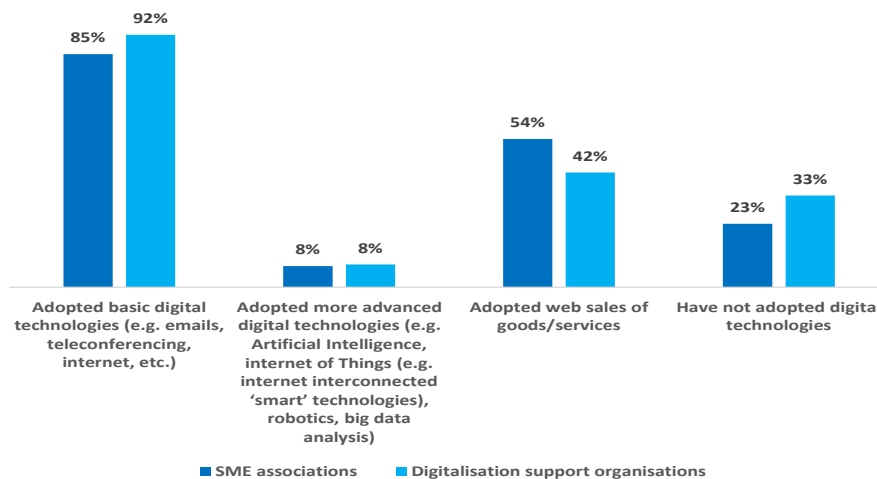 85%
92%
8%
8%
54%
42%
23%
33%
Adopted basic digital
technologies (e.g. emails,
teleconferencing,
internet, etc.)
Adopted more advanced
digital technologies (e.g.
Artificial Intelligence,
internet of Things (e.g.
internet interconnected
‘smart’ technologies),
robotics, big data
analysis)
Adopted web sales of
goods/services
Have not adopted digita
technologies
SME associations
Digitalisation support organisations